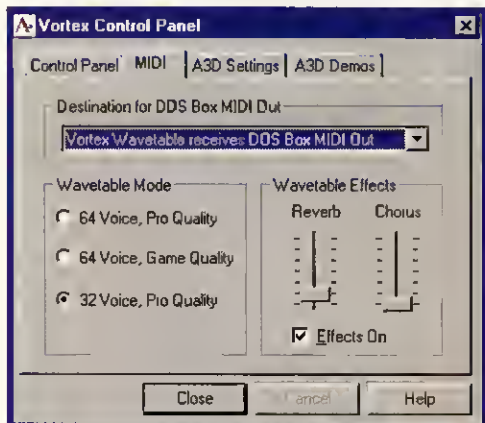 Vortex Control Panel
Control Panel MIDI A3D Settings A3D Demos
Destination for DOS Box MIDI Out
Vortex Wavetable receives DOS Box MIDI Out
Wavetable Mode
64 Voice, Pro Quality
64 Voice, Game Quality
32 Voice, Pro Quality
Wavetable Effects
Reverb Chorus
Effects On
Close Cancel Help